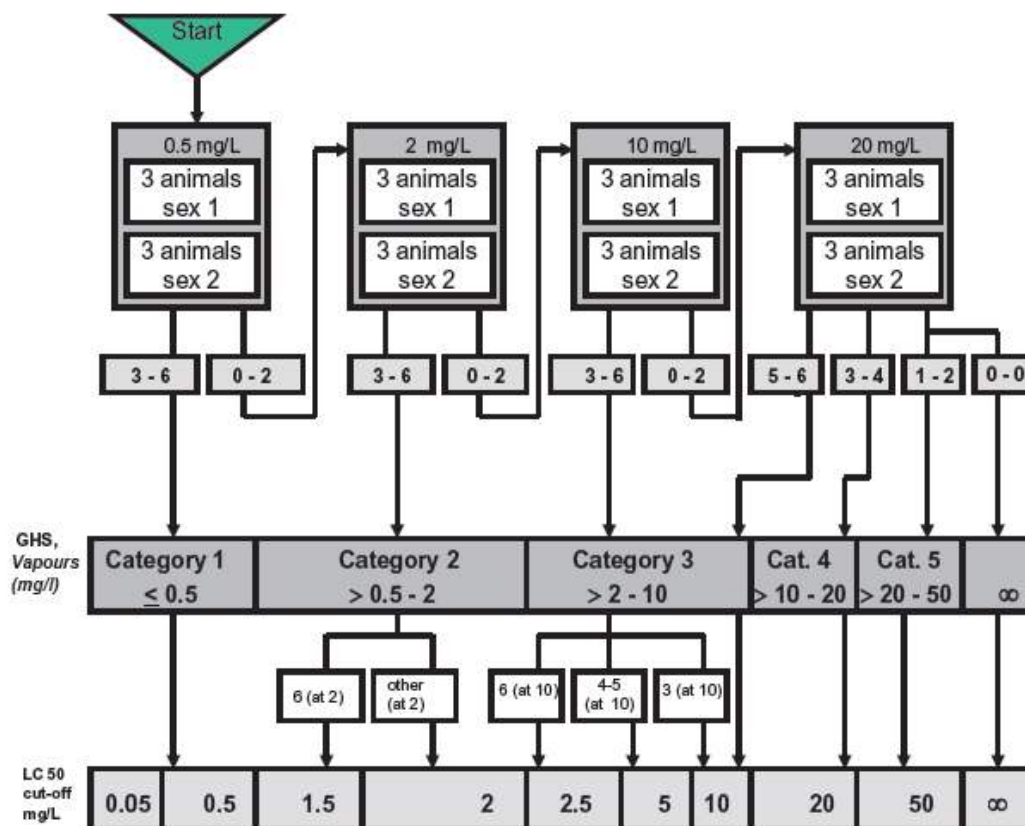 Start
0.5 mg/L
3 animals
sex 1
3 animals
sex 2
2 mg/L
3 animals
sex 1
3 animals
sex 2
10 mg/L
3 animals
sex 1
3 animals
sex 2
20 mg/L
3 animals
sex 1
3 animals
sex 2
3 - 6
0 - 2
3 - 6
0 - 2
3 - 6
0 - 2
5 - 6
3 - 4
1 - 2
0 - 0
GHS,
Vapours
(mg/l)
Category 1
≤ 0.5
Category 2
> 0.5 - 2
Category 3
> 2 - 10
Cat. 4
> 10 - 20
Cat. 5
> 20 - 50
∞
6 (at 2)
other
(at 2)
6 (at 10)
4-5
(at 10)
3 (at 10)
LC 50
cut-off
mg/L
0.05
0.5
1.5
2
2.5
5
10
20
50
∞